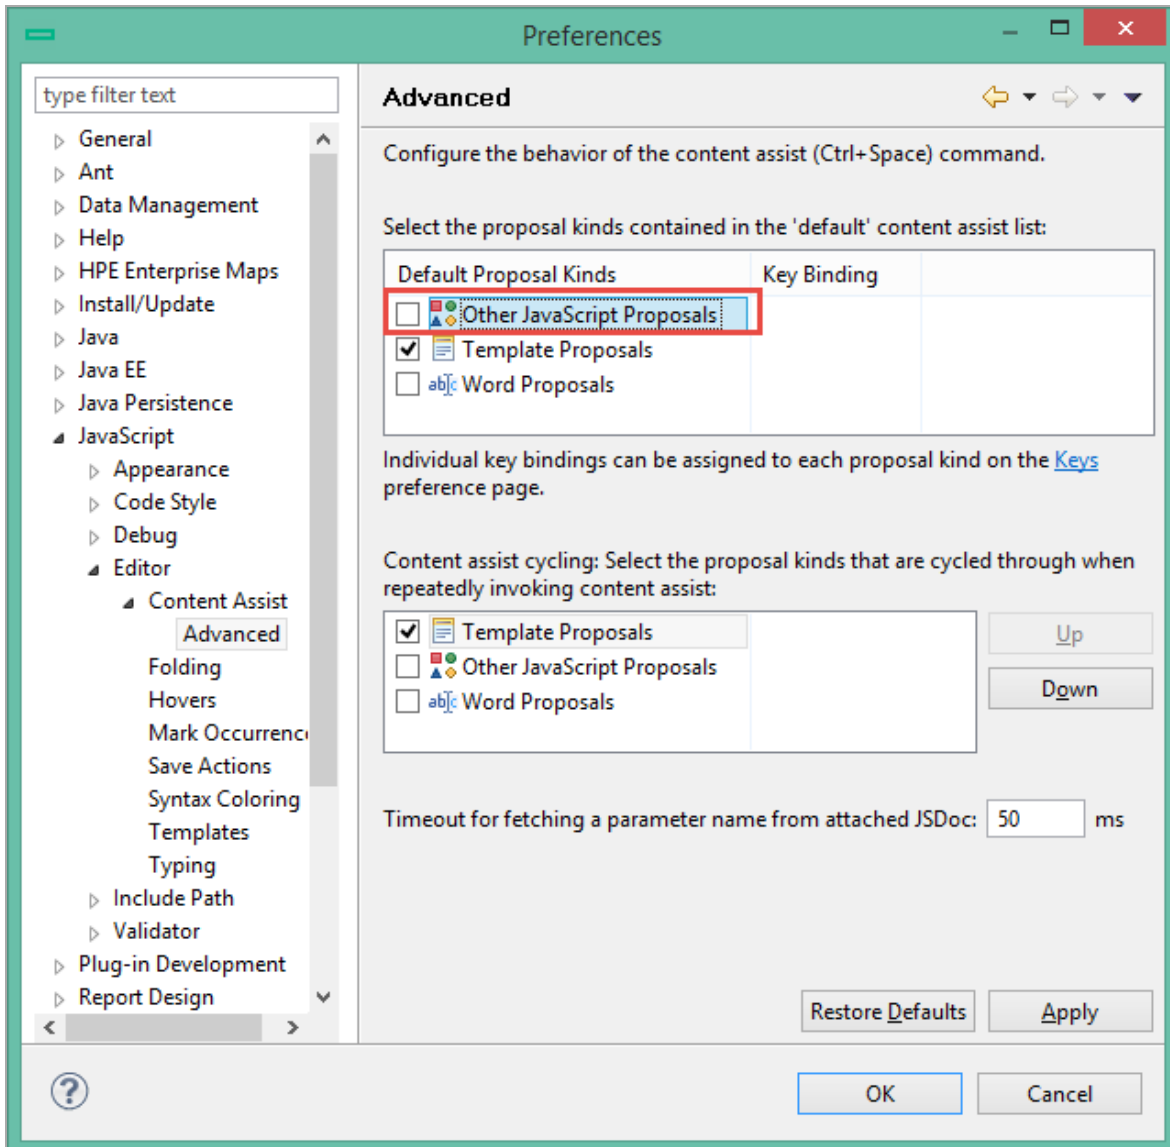 Preferences
type filter text
General
Ant
Data Management
Help
HPE Enterprise Maps
Install/Update
Java
Java EE
Java Persistence
JavaScript
Appearance
Code Style
Debug
Editor
Content Assist
Advanced
Folding
Hovers
Mark Occurrenc
Save Actions
Syntax Coloring
Templates
Typing
Include Path
Validator
Plug-in Development
Report Design
Advanced
Configure the behavior of the content assist (Ctrl+Space) command.
Select the proposal kinds contained in the 'default' content assist list:
Default Proposal Kinds Key Binding
Other JavaScript Proposals
Template Proposals
Word Proposals
Individual key bindings can be assigned to each proposal kind on the Keys
preference page.
Content assist cycling: Select the proposal kinds that are cycled through when
repeatedly invoking content assist:
Template Proposals
Other JavaScript Proposals
Word Proposals
Up
Down
Timeout for fetching a parameter name from attached JSDoc: 50 ms
Restore Defaults Apply
OK Cancel